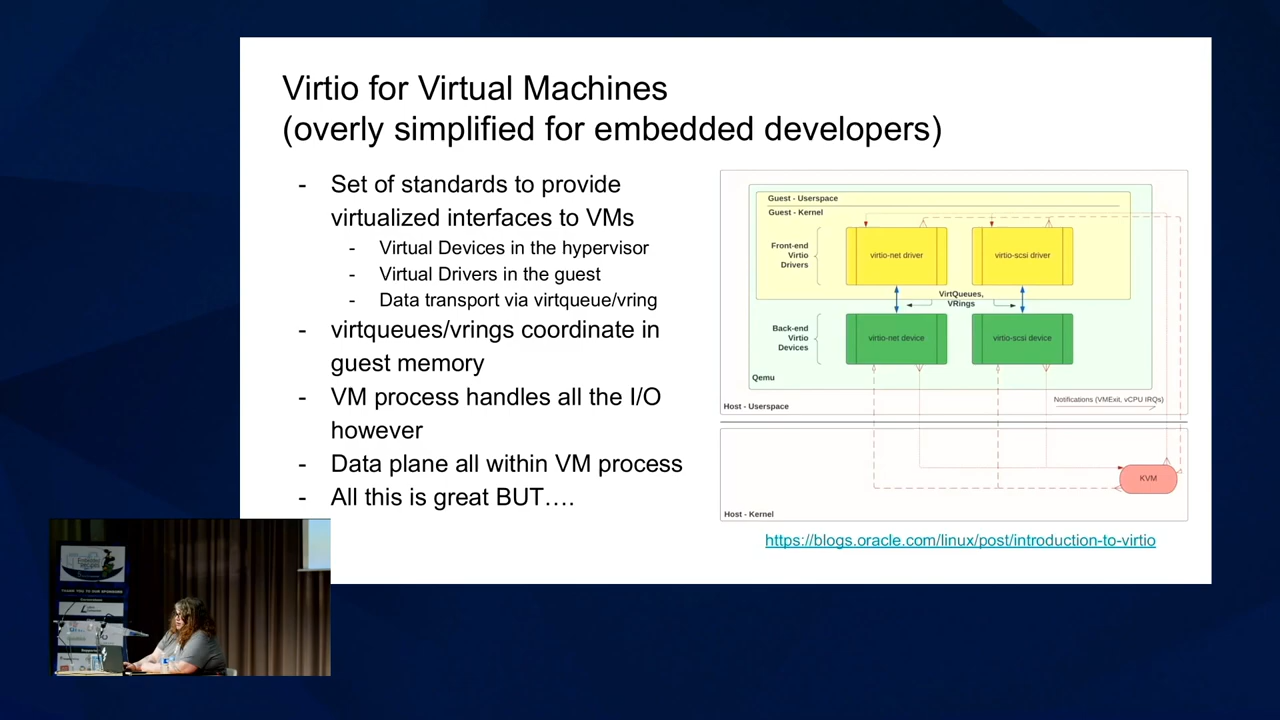 Virtio for Virtual Machines
(overly simplified for embedded developers)
- Set of standards to provide
virtualized interfaces to VMs
- Virtual Devices in the hypervisor
- Virtual Drivers in the guest
- Data transport via virtqueue/vring
- virtqueues/vrings coordinate in
guest memory
- VM process handles all the I/O
however
- Data plane all within VM process
- All this is great BUT….
Guest - Userspace
Guest - Kernel
Front-end
Virtio
Drivers
virtio-net driver
virtio-scsi driver
VirtQueues,
VRings
Back-end
Virtio
Devices
virtio-net device
virtio-scsi device
Qemu
Notifications (VMExit, vCPU IRQs)
Host - Userspace
KVM
Host - Kernel
https://blogs.oracle.com/linux/post/introduction-to-virtio
THANK YOU TO OUR SPONSORS